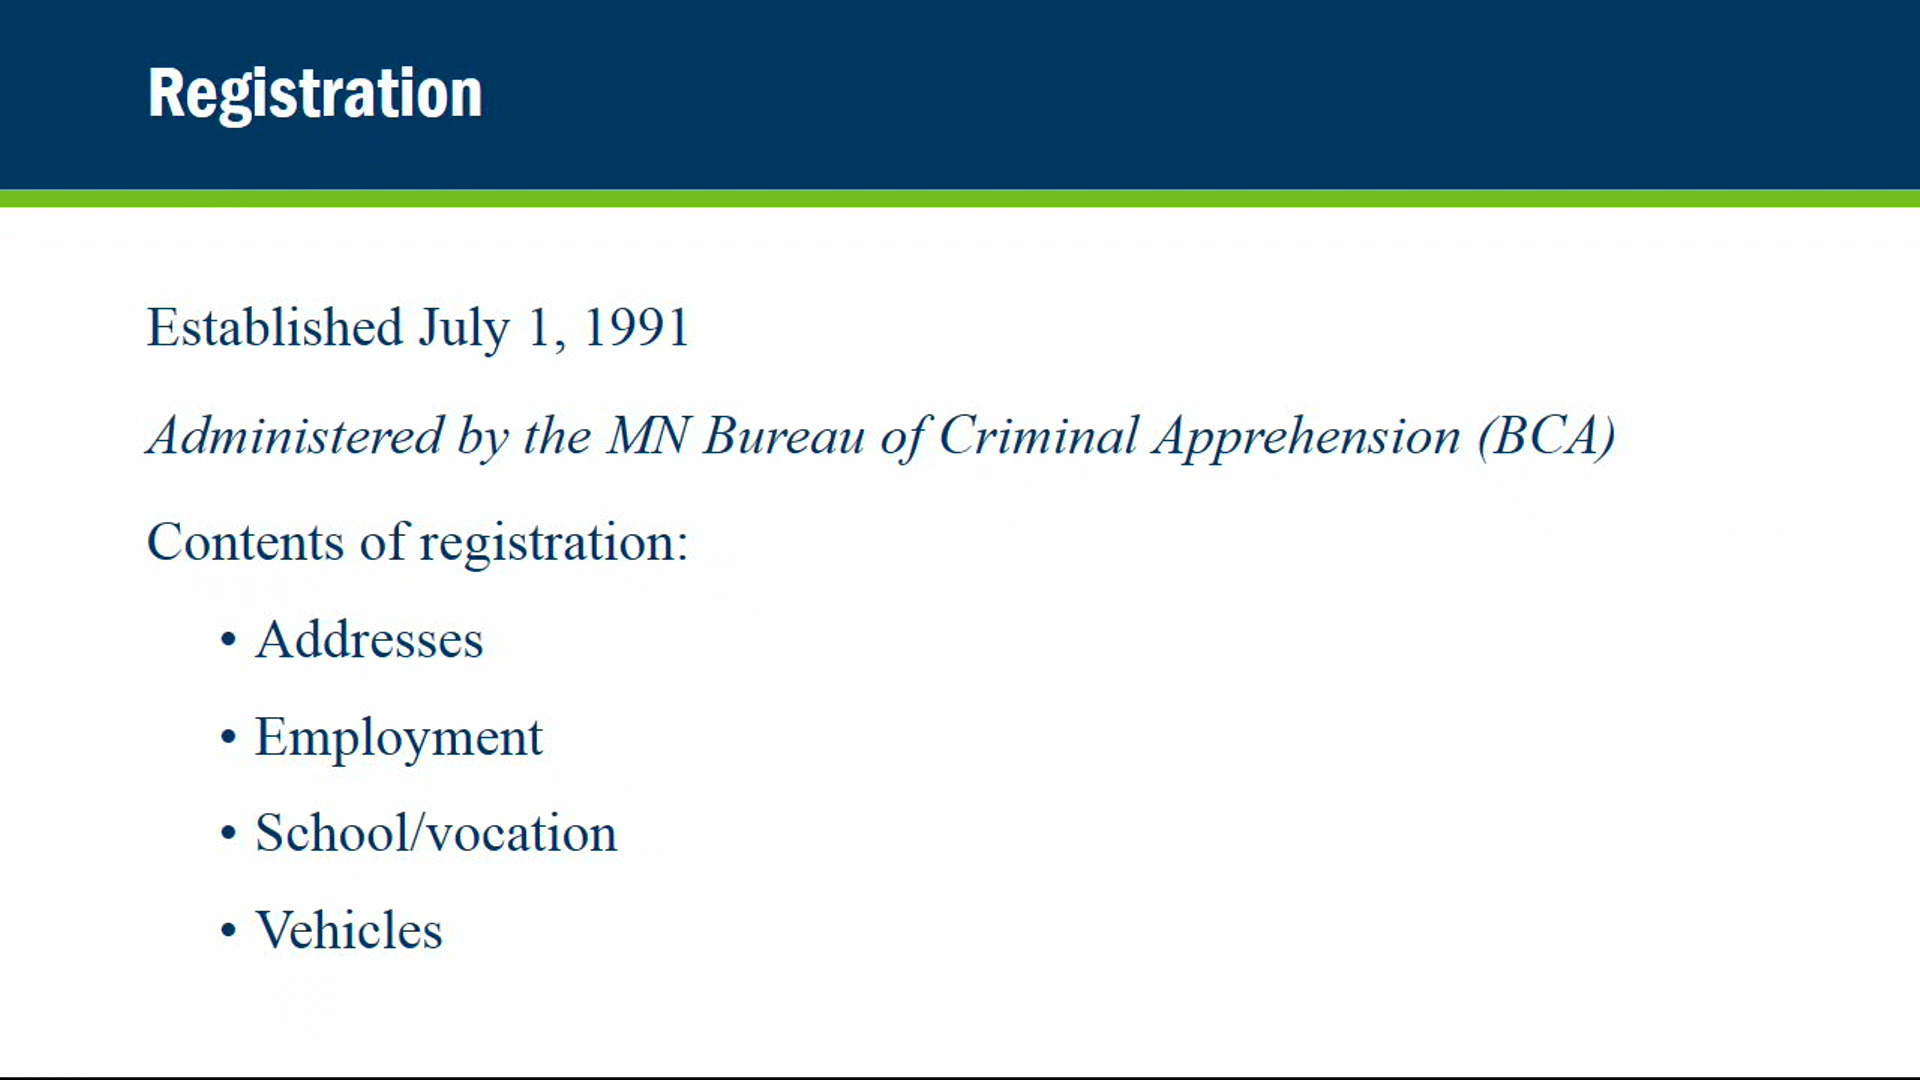 Registration
Established July 1, 1991
Administered by the MN Bureau of Criminal Apprehension (BCA)
Contents of registration:
• Addresses
• Employment
• School/vocation
• Vehicles